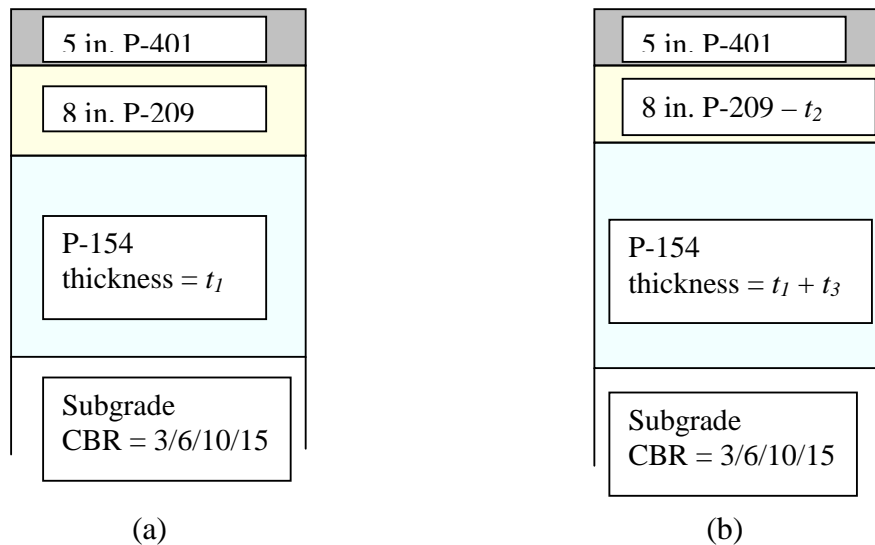 5 in. P-401
8 in. P-209
P-154
thickness = t1
Subgrade
CBR = 3/6/10/15
(a)
5 in. P-401
8 in. P-209 – t2
P-154
thickness = t1 + t3
Subgrade
CBR = 3/6/10/15
(b)